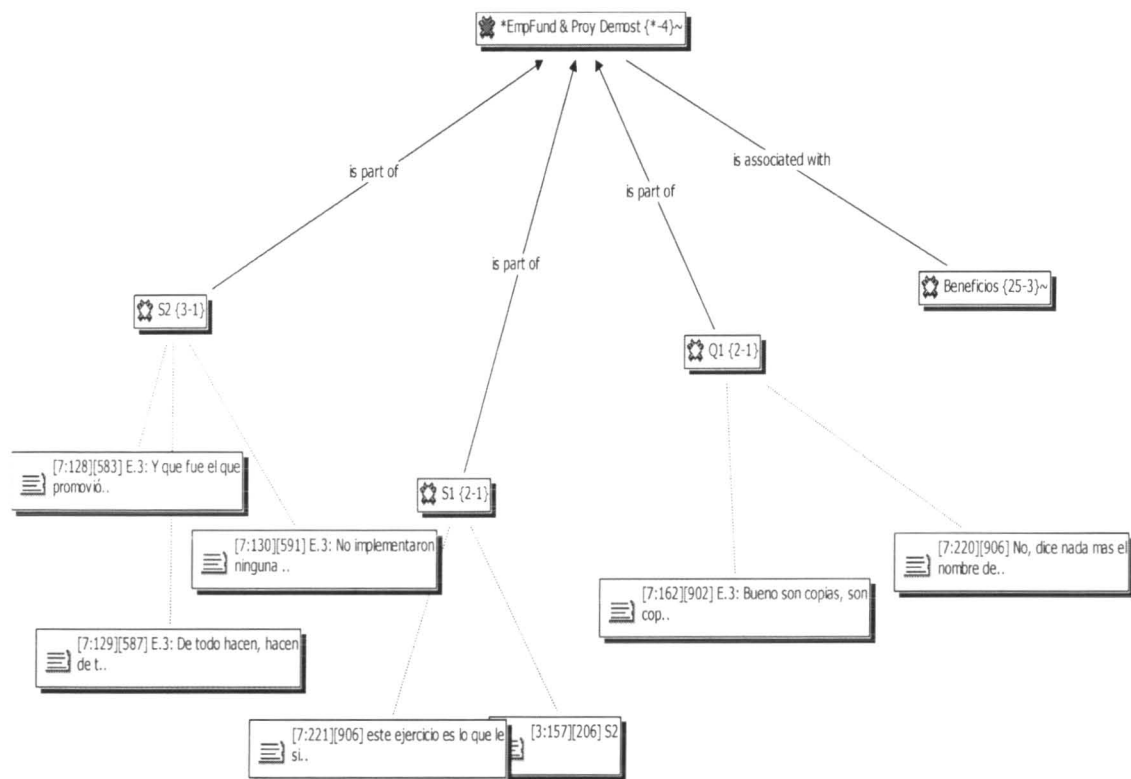 *EmpFund & Proy Demost {*-4}~
is part of
is associated with
is part of
is part of
Beneficios {25-3}~
S2 {3-1}
Q1 {2-1}
[7:128][583] E.3: Y que fue el que
promovió..
S1 {2-1}
[7:130][591] E.3: No implementaron
ninguna ..
[7:220][906] No, dice nada mas el
nombre de..
[7:162][902] E.3: Bueno son copias, son
cop..
[7:129][587] E.3: De todo hacen, hacen
de t..
[7:221][906] este ejercicio es lo que le
si..
[3:157][206] S2